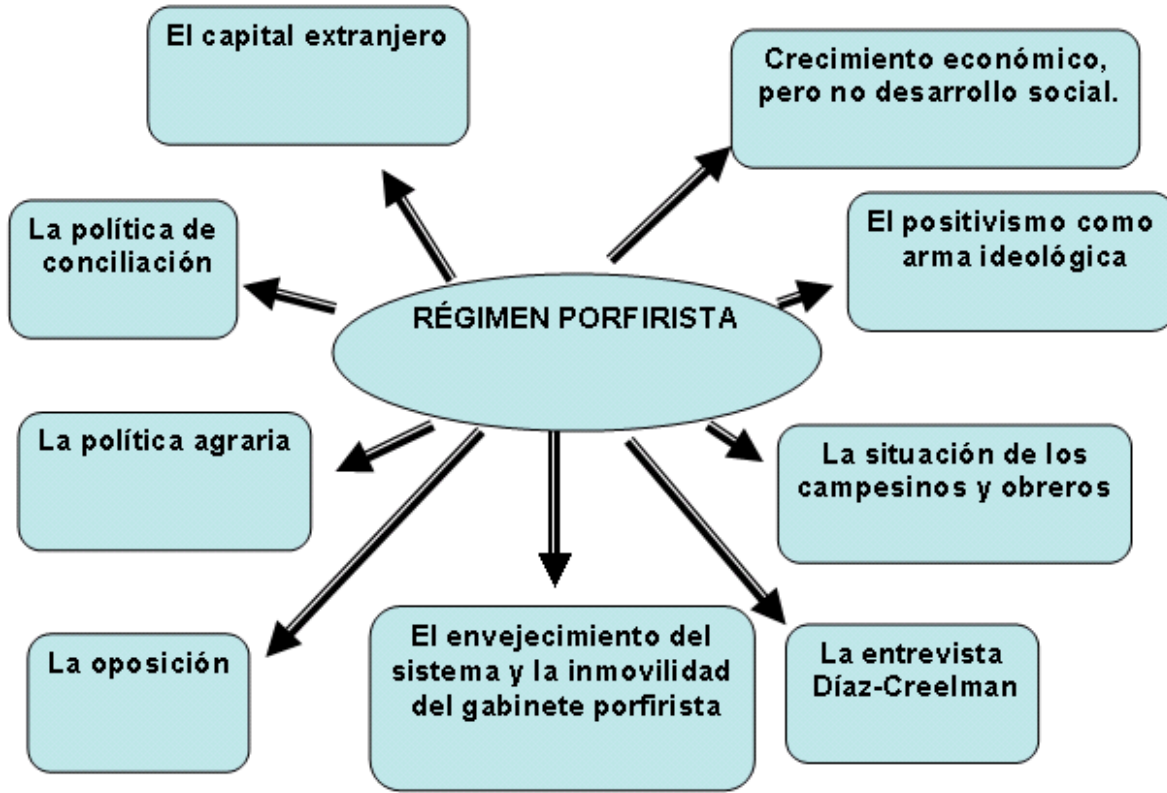 El capital extranjero
Crecimiento económico,
pero no desarrollo social.
La política de
conciliación
El positivismo como
arma ideológica
RÉGIMEN PORFIRISTA
La política agraria
La situación de los
campesinos y obreros
La oposición
El envejecimiento del
sistema y la inmovilidad
del gabinete porfirista
La entrevista
Díaz-Creelman